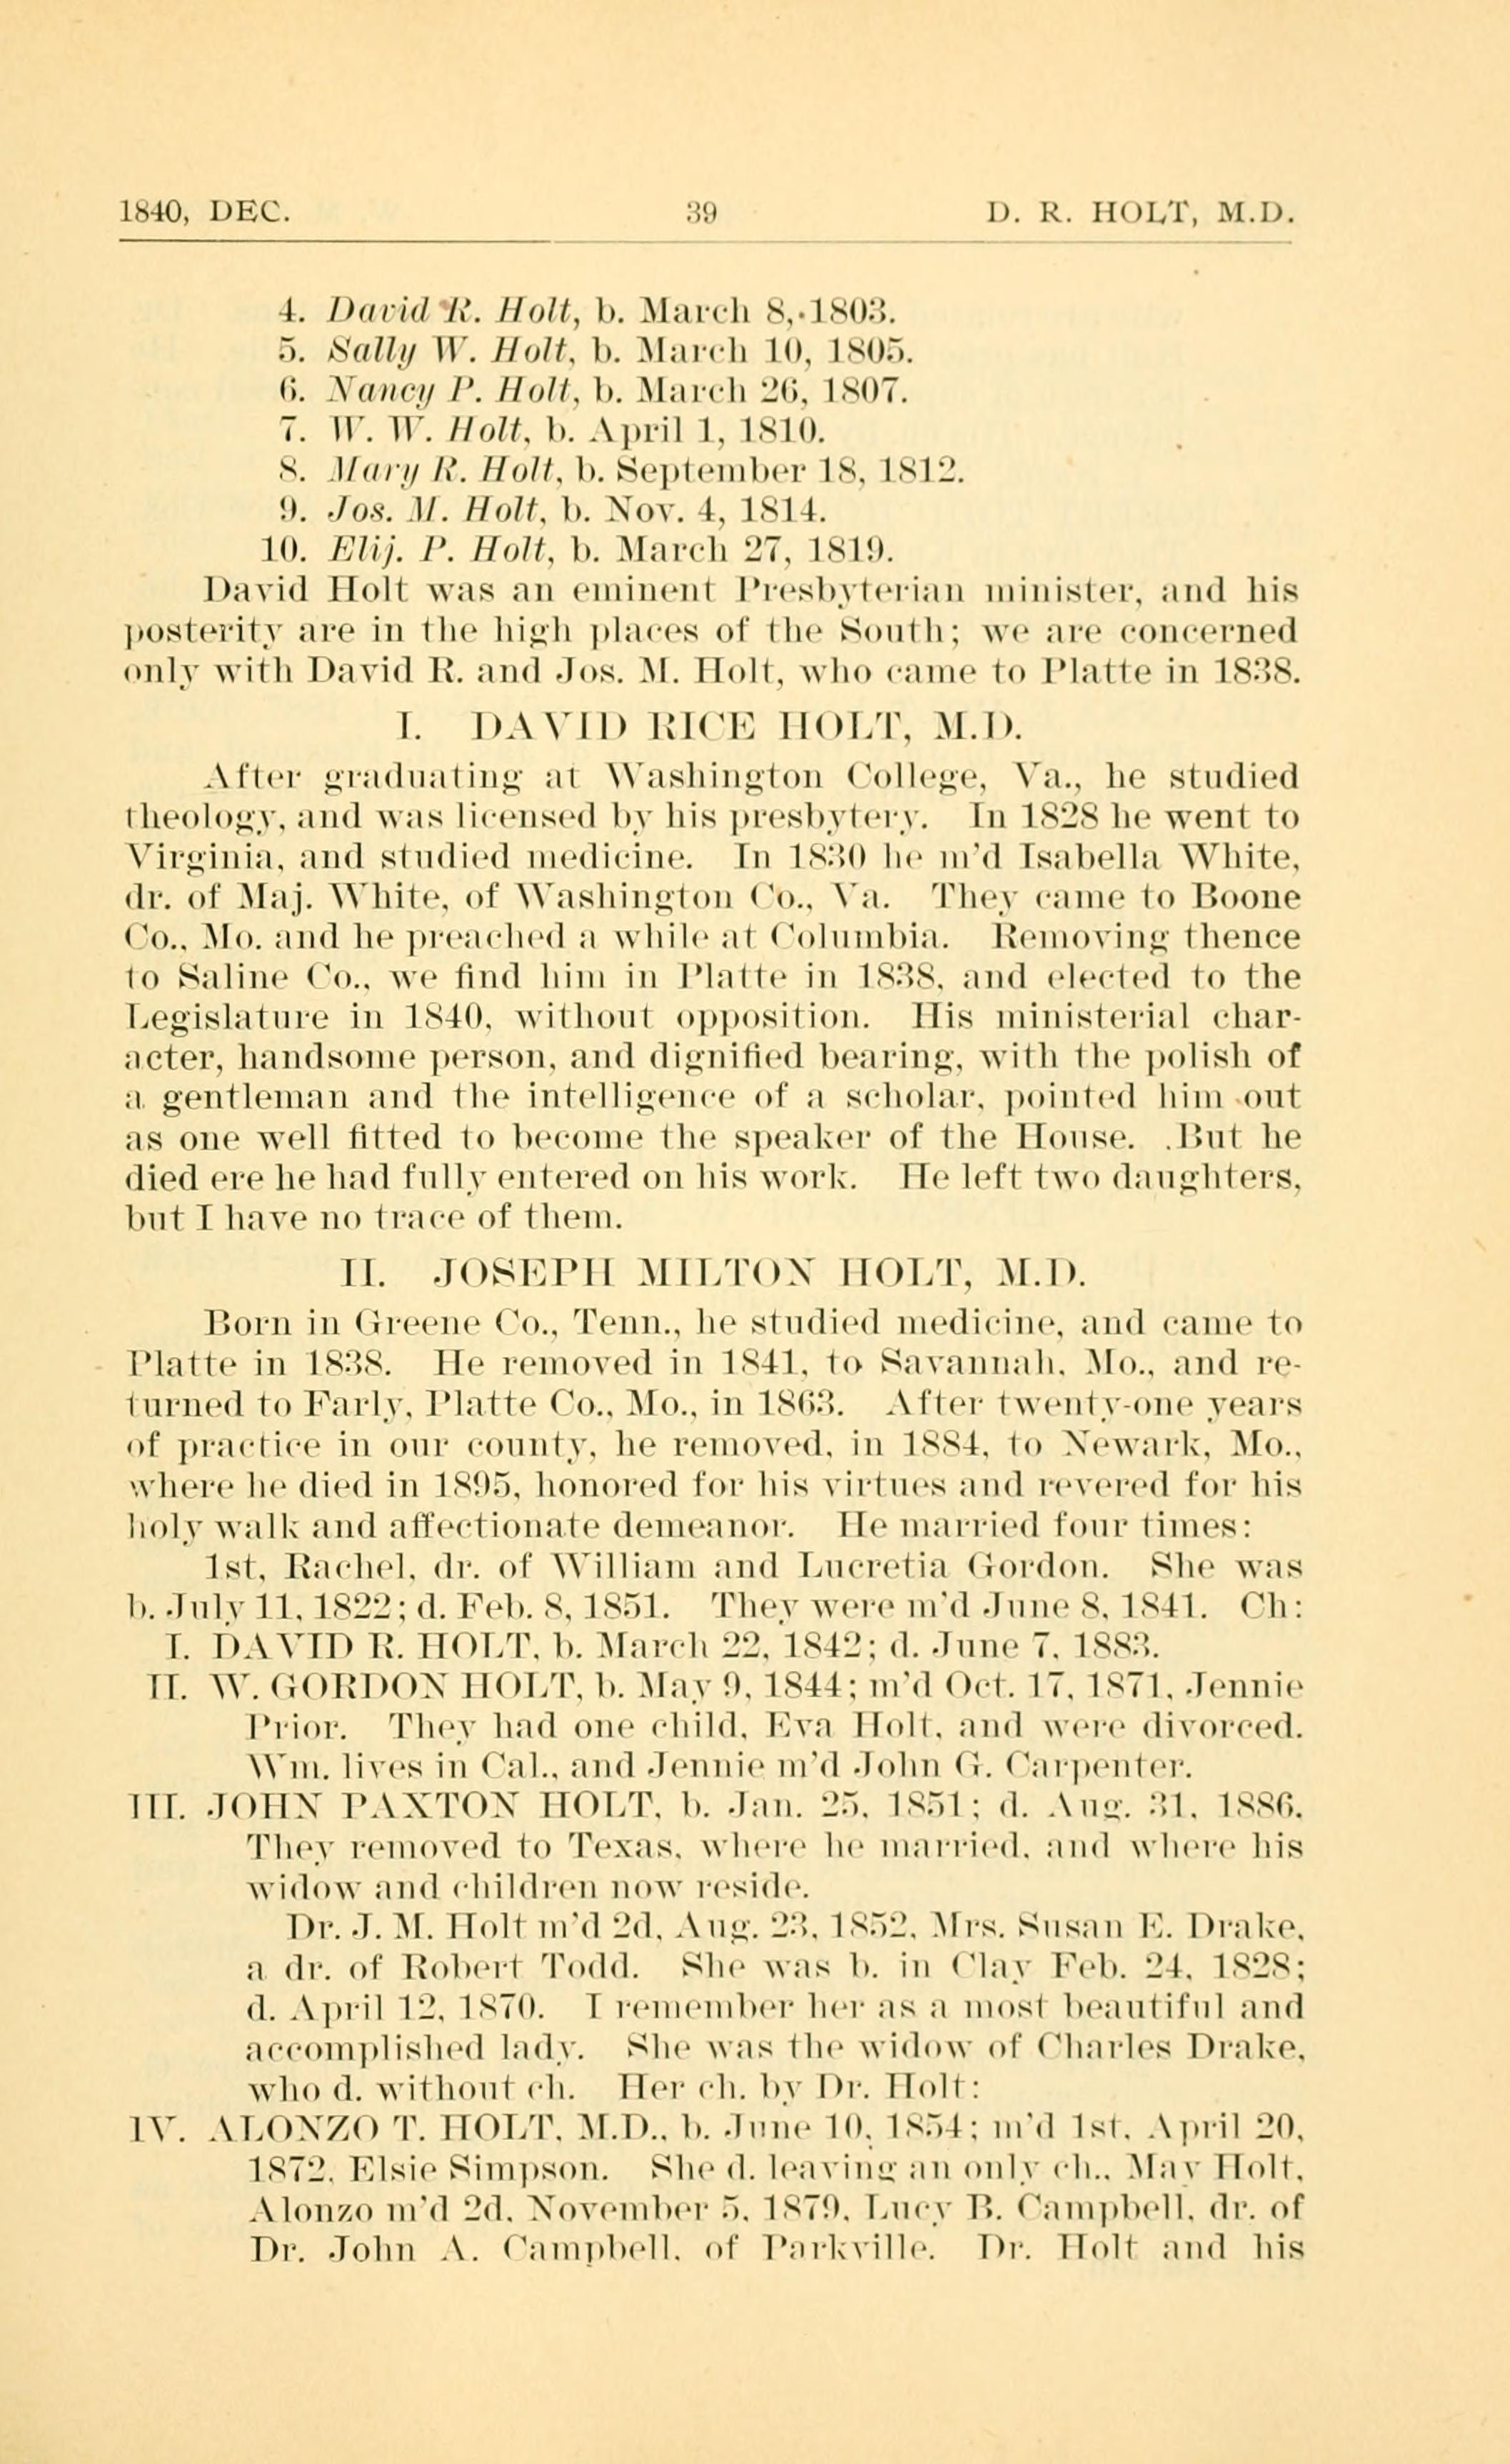 1840, DEC. 39 D. R. HOLT, M.D.
4. David R. Holt, b. March 8, 1803.
5. Sally W. Holt, b. March 10, 1805.
6. Nancy P. Holt, b. March 26, 1807.
7. W. W. Holt, b. April 1, 1810.
8. Mary R. Holt, b. September 18, 1812.
9. Jos. M. Holt, b. Nov. 4, 1814.
10. Elij. P. Holt, b. March 27, 1819.
David Holt was an eminent Presbyterian minister, and his
posterity are in the high places of the South; we are concerned
only with David R. and Jos. M. Holt, who came to Platte in 1838.
I. DAVID RICE HOLT, M.D.
After graduating at Washington College, Va., he studied
theology, and was licensed by his presbytery. In 1828 he went to
Virginia, and studied medicine. In 1830 he m'd Isabella White,
dr. of Maj. White, of Washington Co., Va. They came to Boone
Co., Mo. and he preached a while at Columbia. Removing thence
to Saline Co., we find him in Platte in 1838, and elected to the
Legislature in 1840, without opposition. His ministerial char-
acter, handsome person, and dignified bearing, with the polish of
a gentleman and the intelligence of a scholar, pointed him out
as one well fitted to become the speaker of the House. But he
died ere he had fully entered on his work. He left two daughters,
but I have no trace of them.
II. JOSEPH MILTON HOLT, M.D.
Born in Greene Co., Tenn., he studied medicine, and came to
Platte in 1838. He removed in 1841, to Savannah, Mo., and re-
turned to Farly, Platte Co., Mo., in 1863. After twenty-one years
of practice in our county, he removed, in 1884, to Newark, Mo.,
where he died in 1895, honored for his virtues and revered for his
holy walk and affectionate demeanor. He married four times:
1st, Rachel, dr. of William and Lucretia Gordon. She was
b. July 11, 1822; d. Feb. 8, 1851. They were m'd June 8, 1841. Ch:
I. DAVID R. HOLT, b. March 22, 1842; d. June 7, 1883.
II. W. GORDON HOLT, b. May 9, 1844; m'd Oct. 17, 1871, Jennie
Prior. They had one child, Eva Holt, and were divorced.
Wm. lives in Cal., and Jennie m'd John G. Carpenter.
III. JOHN PAXTON HOLT, b. Jan. 25, 1851; d. Aug. 31, 1886.
They removed to Texas, where he married, and where his
widow and children now reside.
Dr. J. M. Holt m'd 2d, Aug. 23, 1852, Mrs. Susan E. Drake,
a dr. of Robert Todd. She was b. in Clay Feb. 24, 1828;
d. April 12, 1870. I remember her as a most beautiful and
accomplished lady. She was the widow of Charles Drake,
who d. without ch. Her ch. by Dr. Holt:
IV. ALONZO T. HOLT, M.D., b. June 10, 1854; m'd 1st, April 20,
1872, Elsie Simpson. She d. leaving an only ch., May Holt.
Alonzo m'd 2d, November 5, 1879, Lucy B. Campbell, dr. of
Dr. John A. Campbell, of Parkville. Dr. Holt and his